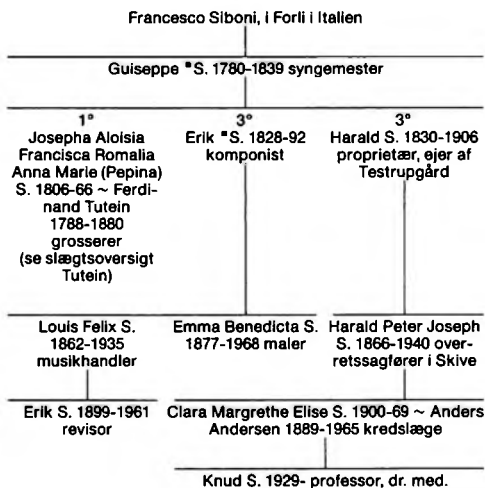 Francesco Siboni, i Forli i Italien
Guiseppe *S. 1780-1839 syngemester
1°
Josepha Aloisia
Francisca Romalia
Anna Marie (Pepina)
S. 1806-66 ~ Ferdi-
nand Tutein
1788-1880
grosserer
(se slægtsoversigt
Tutein)
3°
Erik *S. 1828-92
komponist
3°
Harald S. 1830-1906
proprietær, ejer af
Testrupgård
Louis Felix S.
1862-1935
musikhandler
Emma Benedicta S.
1877-1968 maler
Harald Peter Joseph
S. 1866-1940 over-
retssagfører i Skive
Erik S. 1899-1961
revisor
Clara Margrethe Elise S. 1900-69 ~ Anders
Andersen 1889-1965 kredslæge
Knud S. 1929- professor, dr. med.